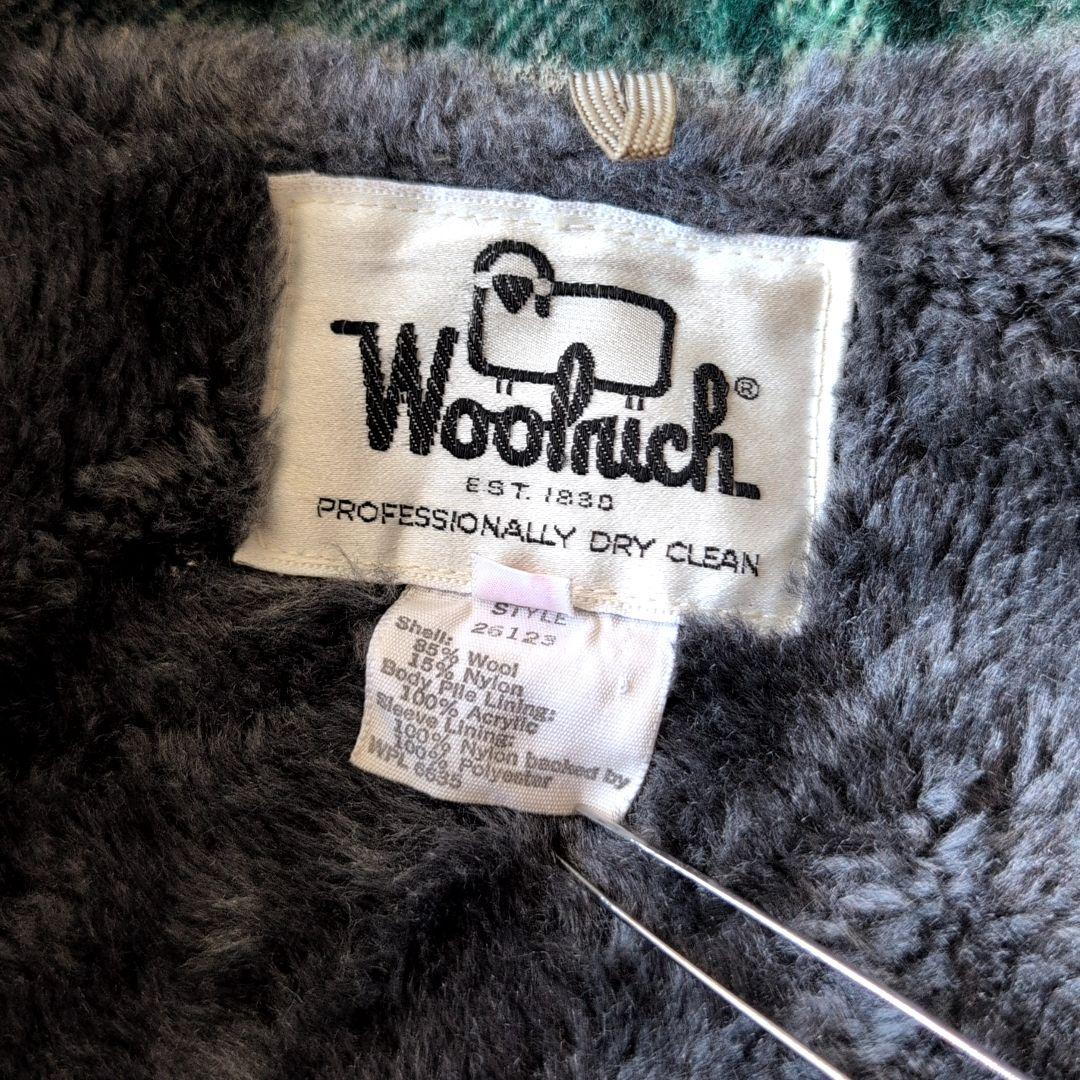 Woolrich®
EST. 1830
PROFESSIONALLY DRY CLEAN
STYLE
26123
Shell:
85% Wool
15% Nylon
Body Pile Lining:
100% Acrylic
Sleeve Lining:
100% Nylon backed by
100% Polyester
WPL 6635